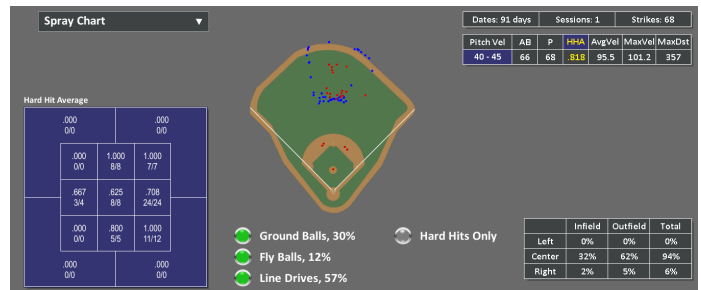 Spray Chart ▼
Dates: 91 days Sessions: 1 Strikes: 68
Pitch Vel AB P HHA AvgVel MaxVel MaxDst
40 - 45 66 68 .818 95.5 101.2 357
Hard Hit Average
.000 .000
0/0 0/0
.000 1.000 1.000
0/0 8/8 7/7
.667 .625 .708
3/4 8/8 24/24
.000 .800 1.000
0/0 5/5 11/12
.000 .000
0/0 0/0
Ground Balls, 30% Hard Hits Only
Fly Balls, 12%
Line Drives, 57%
Infield Outfield Total
Left 0% 0% 0%
Center 32% 62% 94%
Right 2% 5% 6%